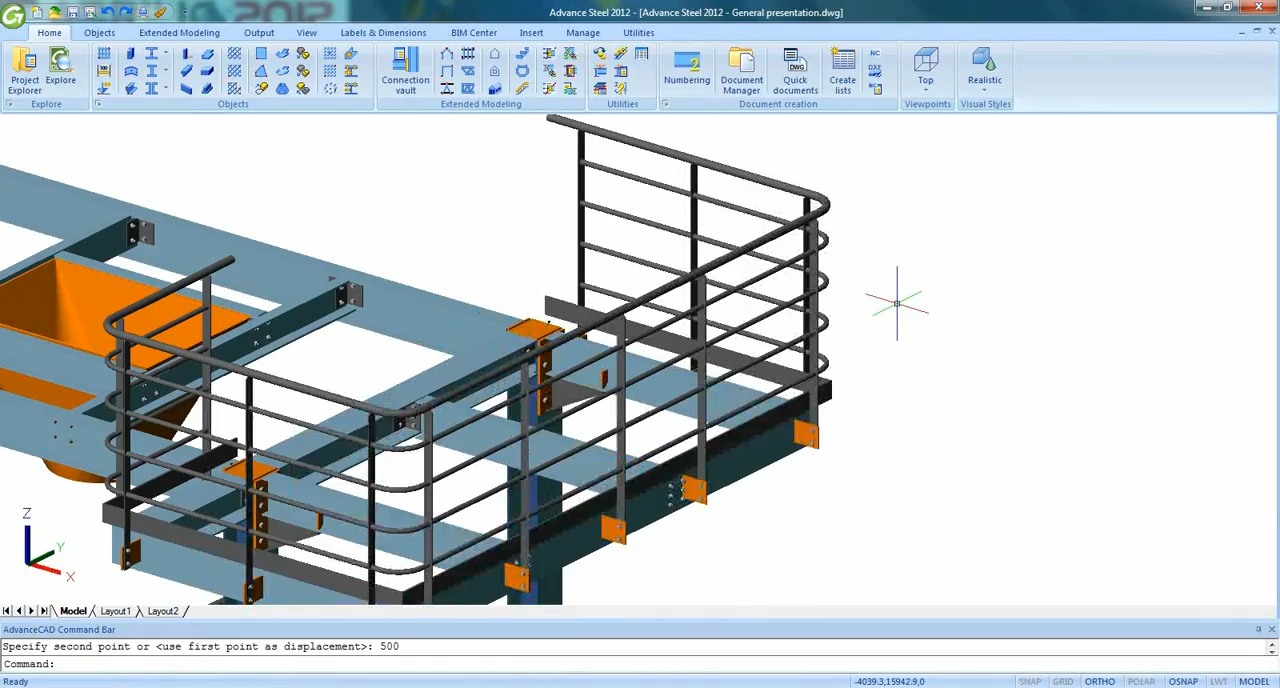 2012
Advance Steel 2012 - [Advance Steel 2012 - General presentation.dwg]
Home Objects Extended Modeling Output View Labels & Dimensions BIM Center Insert Manage Utilities
Project Explorer
Explore
Connection vault
Numbering
Document Manager
Quick documents
Create lists
Top
Realistic
DWG
NC
DXF
Explore Objects Extended Modeling Utilities Document creation Viewpoints Visual Styles
Z
Y
X
Model Layout1 Layout2
AdvanceCAD Command Bar
Specify second point or <use first point as displacement>: 500
Command:
Ready -4039.3,15942.9,0 SNAP GRID ORTHO POLAR OSNAP LWT MODEL